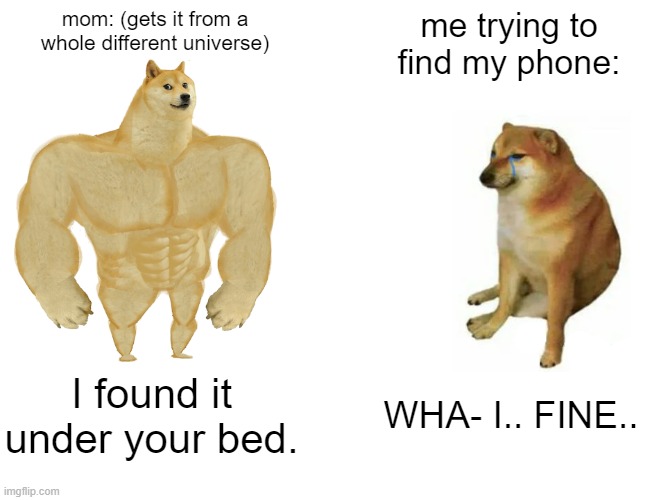 mom: (gets it from a
whole different universe)
me trying to
find my phone:
I found it
under your bed.
WHA- I.. FINE..
imgflip.com